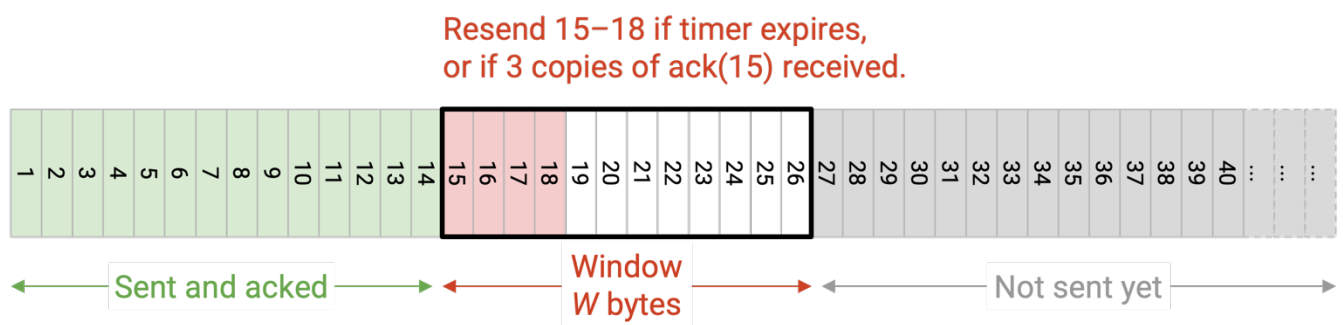 Resend 15–18 if timer expires,
or if 3 copies of ack(15) received.
1 2 3 4 5 6 7 8 9 10 11 12 13 14 15 16 17 18 19 20 21 22 23 24 25 26 27 28 29 30 31 32 33 34 35 36 37 38 39 40 ... ... ...
Sent and acked
Window
W bytes
Not sent yet